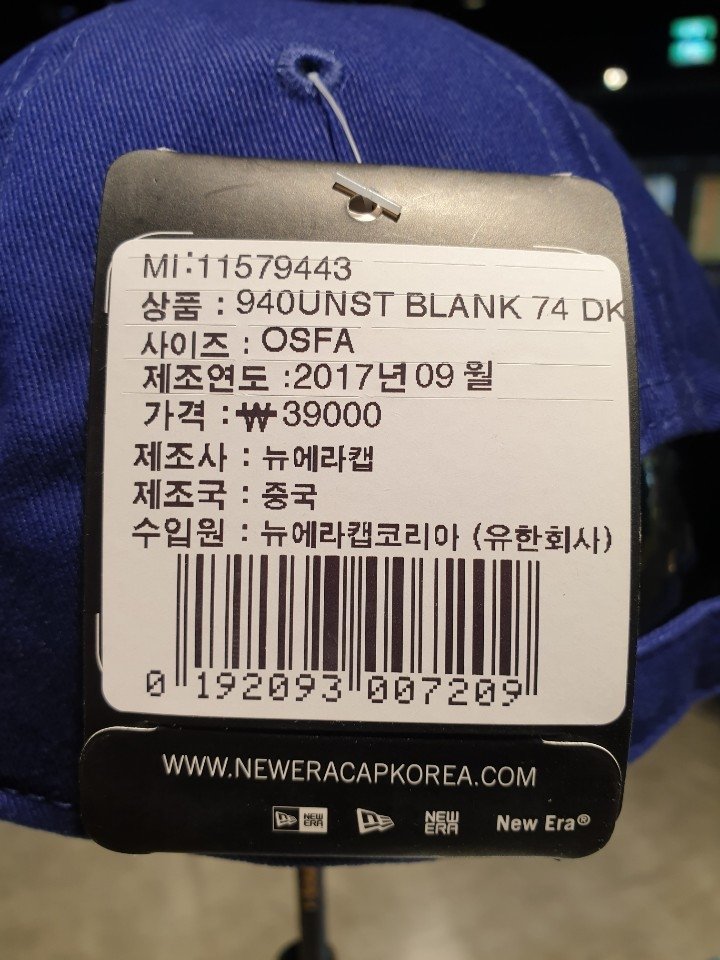 MI:11579443
상품 : 940UNST BLANK 74 DK
사이즈 : OSFA
제조연도 :2017년 09 월
가격 :₩39000
제조사 : 뉴에라캡
제조국 : 중국
수입원 : 뉴에라캡코리아 (유한회사)
0 192093 007209
WWW.NEWERACAPKOREA.COM
NEW ERA NEW ERA New Era®